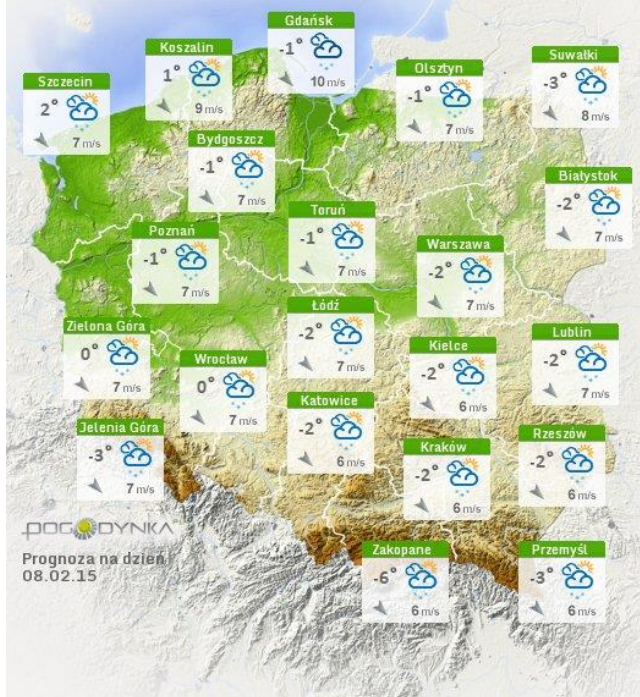 Gdańsk
-1°
10 m/s
Koszalin
1°
9 m/s
Suwałki
-3°
8 m/s
Olsztyn
-1°
7 m/s
Szczecin
2°
7 m/s
Bydgoszcz
-1°
7 m/s
Białystok
-2°
7 m/s
Toruń
-1°
7 m/s
Poznań
-1°
7 m/s
Warszawa
-2°
7 m/s
Łódź
-2°
7 m/s
Zielona Góra
0°
7 m/s
Lublin
-2°
7 m/s
Kielce
-2°
6 m/s
Wrocław
0°
7 m/s
Katowice
-2°
6 m/s
Jelenia Góra
-3°
7 m/s
Rzeszów
-2°
6 m/s
Kraków
-2°
6 m/s
POGODYNKA
Prognoza na dzień
08.02.15
Zakopane
-6°
6 m/s
Przemyśl
-3°
6 m/s